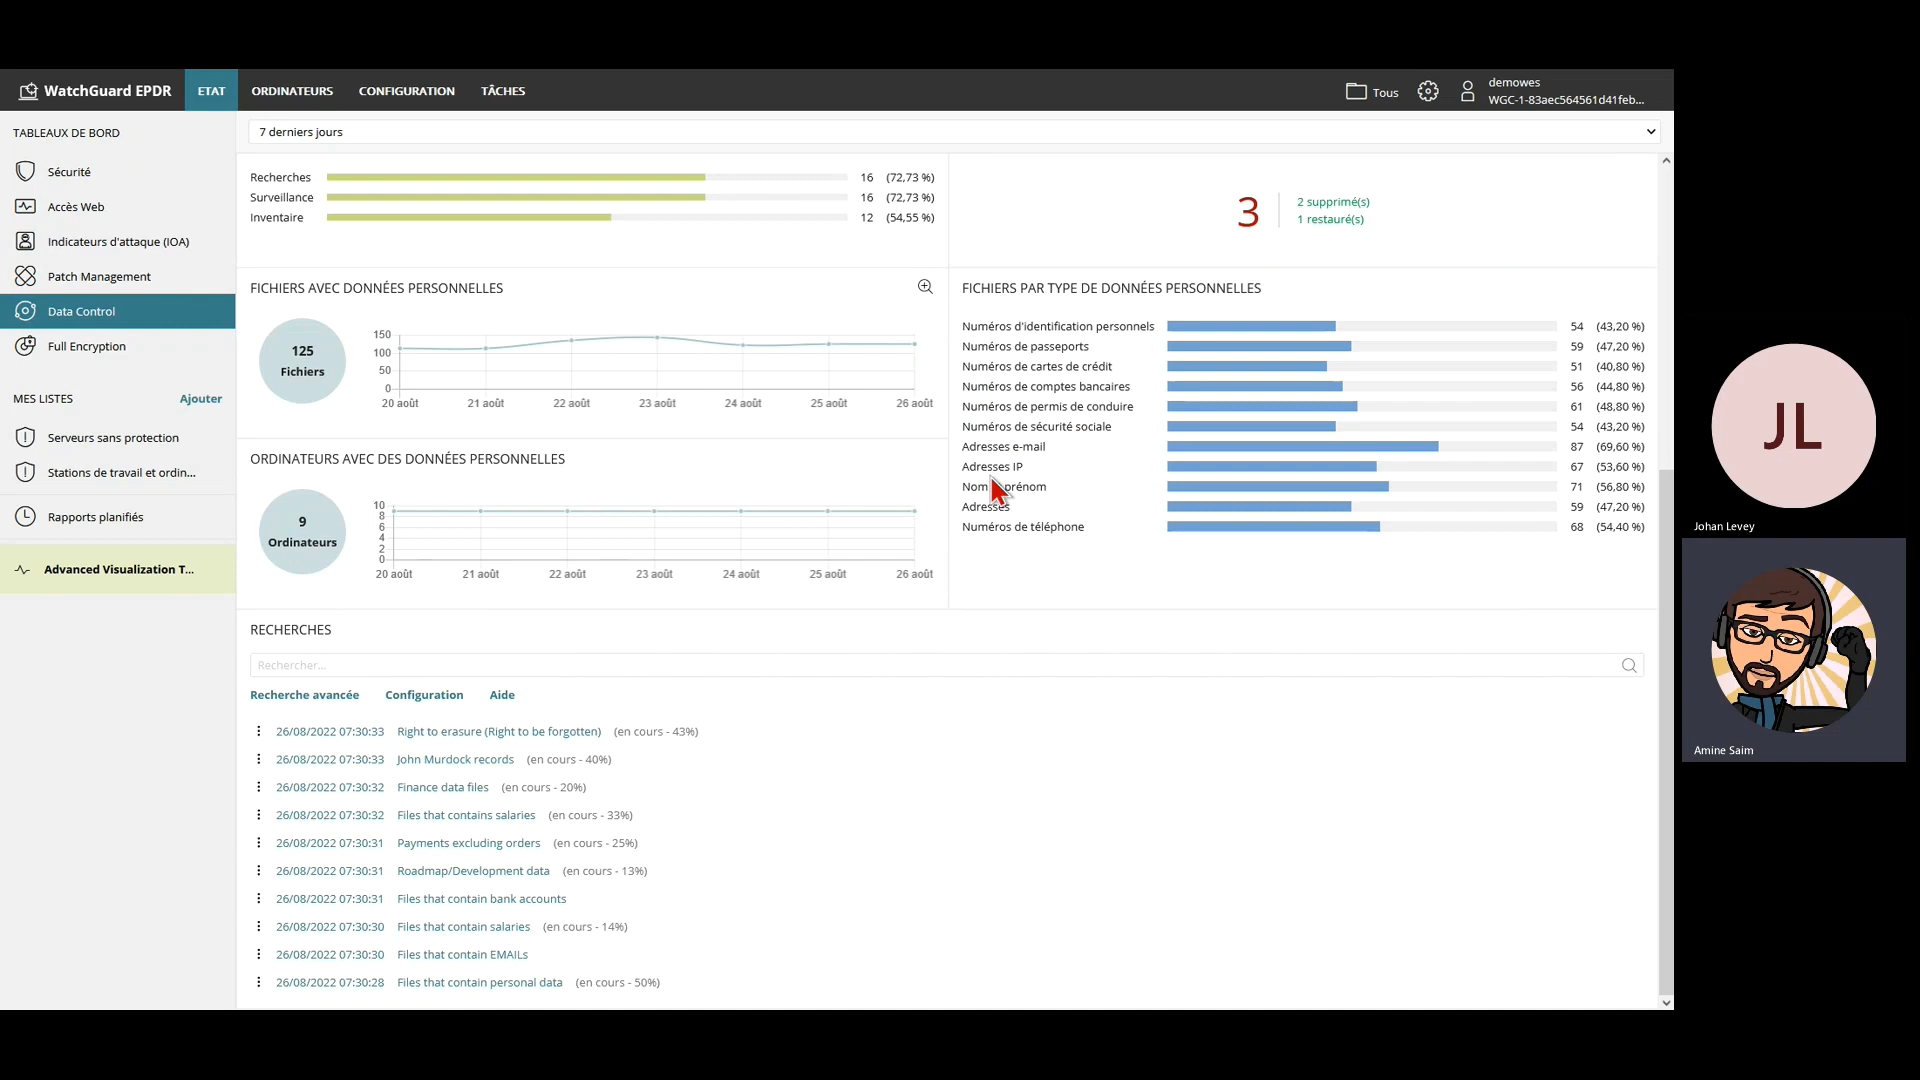 WatchGuard EPDR
ETAT
ORDINATEURS
CONFIGURATION
TÂCHES
Tous
demowes
WGC-1-83aec564561d41feb...
TABLEAUX DE BORD
Sécurité
Accès Web
Indicateurs d'attaque (IOA)
Patch Management
Data Control
Full Encryption
MES LISTES Ajouter
Serveurs sans protection
Stations de travail et ordin...
Rapports planifiés
Advanced Visualization T...
7 derniers jours
Recherches 16 (72,73 %)
Surveillance 16 (72,73 %)
Inventaire 12 (54,55 %)
3
2 supprimé(s)
1 restauré(s)
FICHIERS AVEC DONNÉES PERSONNELLES
125
Fichiers
150
100
50
0
20 août 21 août 22 août 23 août 24 août 25 août 26 août
ORDINATEURS AVEC DES DONNÉES PERSONNELLES
9
Ordinateurs
10
8
6
4
2
0
20 août 21 août 22 août 23 août 24 août 25 août 26 août
FICHIERS PAR TYPE DE DONNÉES PERSONNELLES
Numéros d'identification personnels 54 (43,20 %)
Numéros de passeports 59 (47,20 %)
Numéros de cartes de crédit 51 (40,80 %)
Numéros de comptes bancaires 56 (44,80 %)
Numéros de permis de conduire 61 (48,80 %)
Numéros de sécurité sociale 54 (43,20 %)
Adresses e-mail 87 (69,60 %)
Adresses IP 67 (53,60 %)
Nom prénom 71 (56,80 %)
Adresses 59 (47,20 %)
Numéros de téléphone 68 (54,40 %)
RECHERCHES
Rechercher...
Recherche avancée Configuration Aide
26/08/2022 07:30:33 Right to erasure (Right to be forgotten) (en cours - 43%)
26/08/2022 07:30:33 John Murdock records (en cours - 40%)
26/08/2022 07:30:32 Finance data files (en cours - 20%)
26/08/2022 07:30:32 Files that contains salaries (en cours - 33%)
26/08/2022 07:30:31 Payments excluding orders (en cours - 25%)
26/08/2022 07:30:31 Roadmap/Development data (en cours - 13%)
26/08/2022 07:30:31 Files that contain bank accounts
26/08/2022 07:30:30 Files that contain salaries (en cours - 14%)
26/08/2022 07:30:30 Files that contain EMAILs
26/08/2022 07:30:28 Files that contain personal data (en cours - 50%)
JL
Johan Levey
Amine Saim